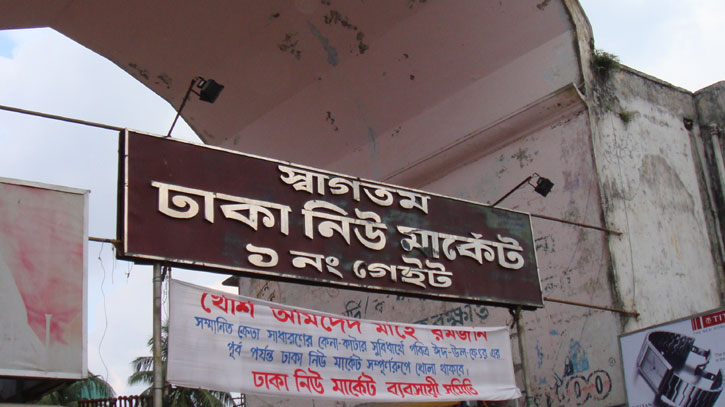 স্বাগতম
ঢাকা নিউ মার্কেট
১ নং গেইট
খোশ আমদেদ মাহে রমজান
সম্মানিত ক্রেতা সাধারণের কেনা-কাটার সুবিধার্থে পবিত্র ঈদ-উল-ফেতর এর
পূর্ব পর্যন্ত ঢাকা নিউ মার্কেট সম্পূর্ণরুপে খোলা থাকবে।
ঢাকা নিউ মার্কেট ব্যবসায়ী সমিতি